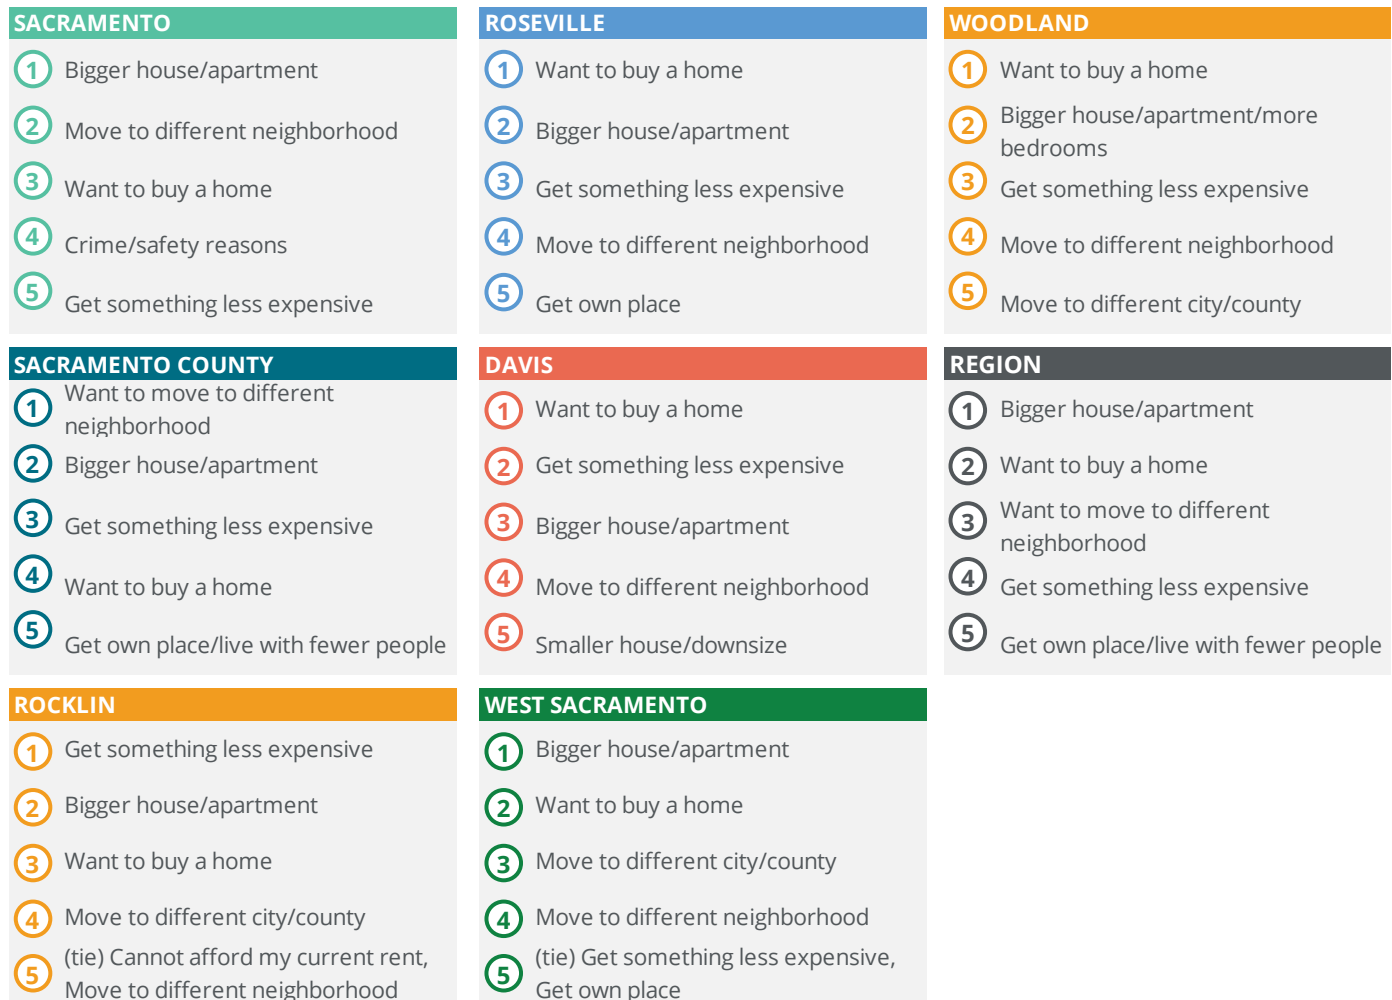 SACRAMENTO
1 Bigger house/apartment
2 Move to different neighborhood
3 Want to buy a home
4 Crime/safety reasons
5 Get something less expensive
ROSEVILLE
1 Want to buy a home
2 Bigger house/apartment
3 Get something less expensive
4 Move to different neighborhood
5 Get own place
WOODLAND
1 Want to buy a home
2 Bigger house/apartment/more
bedrooms
3 Get something less expensive
4 Move to different neighborhood
5 Move to different city/county
SACRAMENTO COUNTY
1 Want to move to different
neighborhood
2 Bigger house/apartment
3 Get something less expensive
4 Want to buy a home
5 Get own place/live with fewer people
DAVIS
1 Want to buy a home
2 Get something less expensive
3 Bigger house/apartment
4 Move to different neighborhood
5 Smaller house/downsize
REGION
1 Bigger house/apartment
2 Want to buy a home
3 Want to move to different
neighborhood
4 Get something less expensive
5 Get own place/live with fewer people
ROCKLIN
1 Get something less expensive
2 Bigger house/apartment
3 Want to buy a home
4 Move to different city/county
5 (tie) Cannot afford my current rent,
Move to different neighborhood
WEST SACRAMENTO
1 Bigger house/apartment
2 Want to buy a home
3 Move to different city/county
4 Move to different neighborhood
5 (tie) Get something less expensive,
Get own place